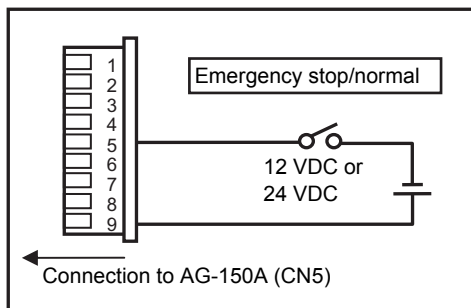 1
2
3
4
5
6
7
8
9
Emergency stop/normal
12 VDC or
24 VDC
Connection to AG-150A (CN5)